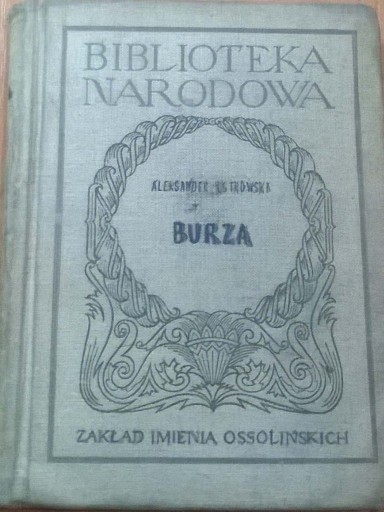 BIBLIOTEKA
NARODOWA
ALEKSANDER
BURZA
ZAKŁAD IMIENIA OSSOLIŃSKICH